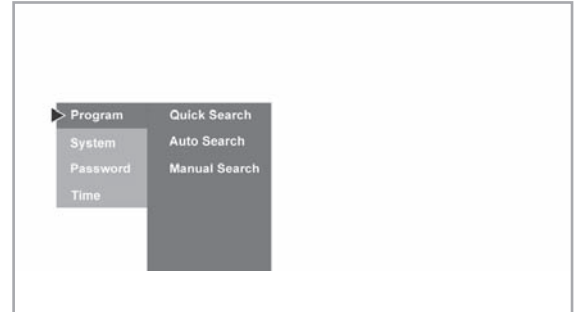 Program
System
Password
Time
Quick Search
Auto Search
Manual Search